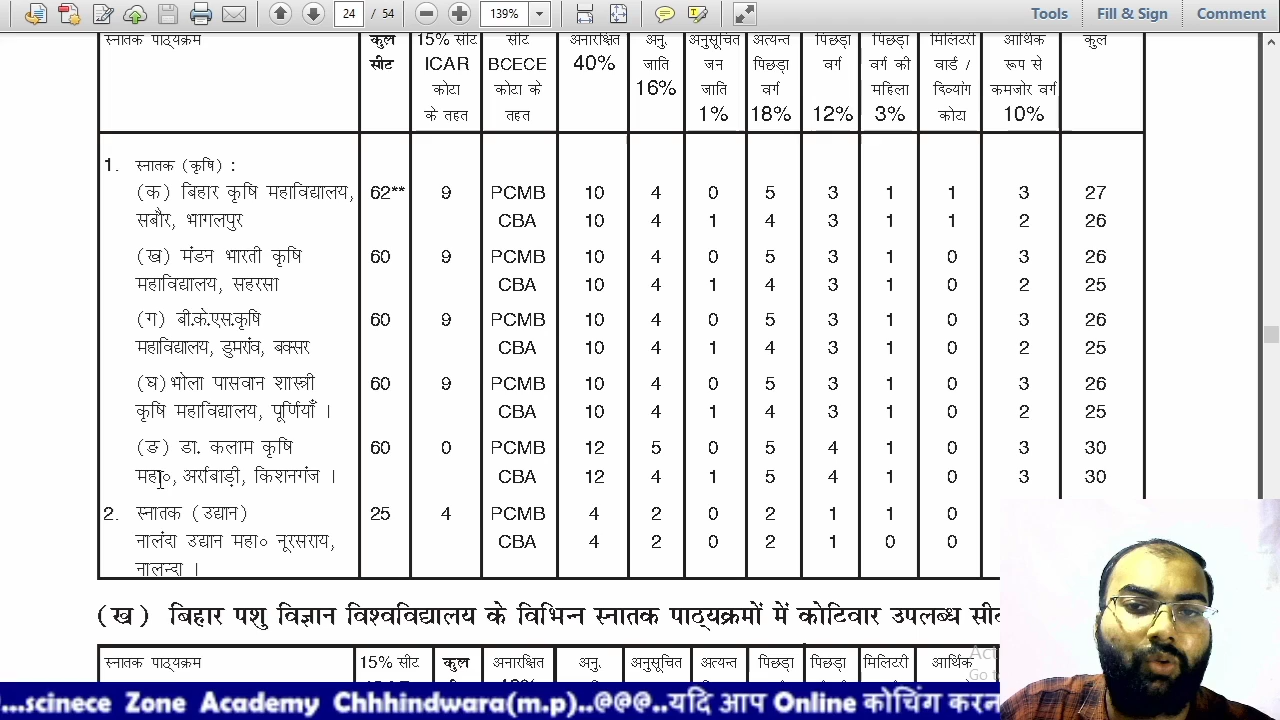 24 / 54
139%
Tools Fill & Sign Comment
स्नातक पाठ्यक्रम कुल 15% सीट सीट अनारक्षित अनु. अनुसूचित अत्यन्त पिछड़ा पिछड़ा मिलिटरी आर्थिक कुल
सीट ICAR BCECE 40% जाति जन पिछड़ा वर्ग वर्ग की वार्ड / रूप से
कोटा कोटा के 16% जाति वर्ग महिला दिव्यांग कमजोर वर्ग
के तहत तहत 1% 18% 12% 3% कोटा 10%
1. स्नातक (कृषि) :
(क) बिहार कृषि महाविद्यालय, 62** 9 PCMB 10 4 0 5 3 1 1 3 27
सबौर, भागलपुर CBA 10 4 1 4 3 1 1 2 26
(ख) मंडन भारती कृषि 60 9 PCMB 10 4 0 5 3 1 0 3 26
महाविद्यालय, सहरसा CBA 10 4 1 4 3 1 0 2 25
(ग) बी.के.एस.कृषि 60 9 PCMB 10 4 0 5 3 1 0 3 26
महाविद्यालय, डुमरांव, बक्सर CBA 10 4 1 4 3 1 0 2 25
(घ)भोला पासवान शास्त्री 60 9 PCMB 10 4 0 5 3 1 0 3 26
कृषि महाविद्यालय, पूर्णियाँ । CBA 10 4 1 4 3 1 0 2 25
(ङ) डा. कलाम कृषि 60 0 PCMB 12 5 0 5 4 1 0 3 30
महा०, अर्राबाड़ी, किशनगंज । CBA 12 4 1 5 4 1 0 3 30
2. स्नातक (उद्यान) 25 4 PCMB 4 2 0 2 1 1 0
नालंदा उद्यान महा० नूरसराय, CBA 4 2 0 2 1 0 0
नालन्दा ।
(ख) बिहार पशु विज्ञान विश्वविद्यालय के विभिन्न स्नातक पाठ्यक्रमों में कोटिवार उपलब्ध सीट
स्नातक पाठ्यक्रम 15% सीट कुल अनारक्षित अनु. अनुसूचित अत्यन्त पिछड़ा पिछड़ा मिलिटरी आर्थिक
...scinece Zone Academy Chhhindwara(m.p)..@@@..यदि आप Online कोचिंग करन